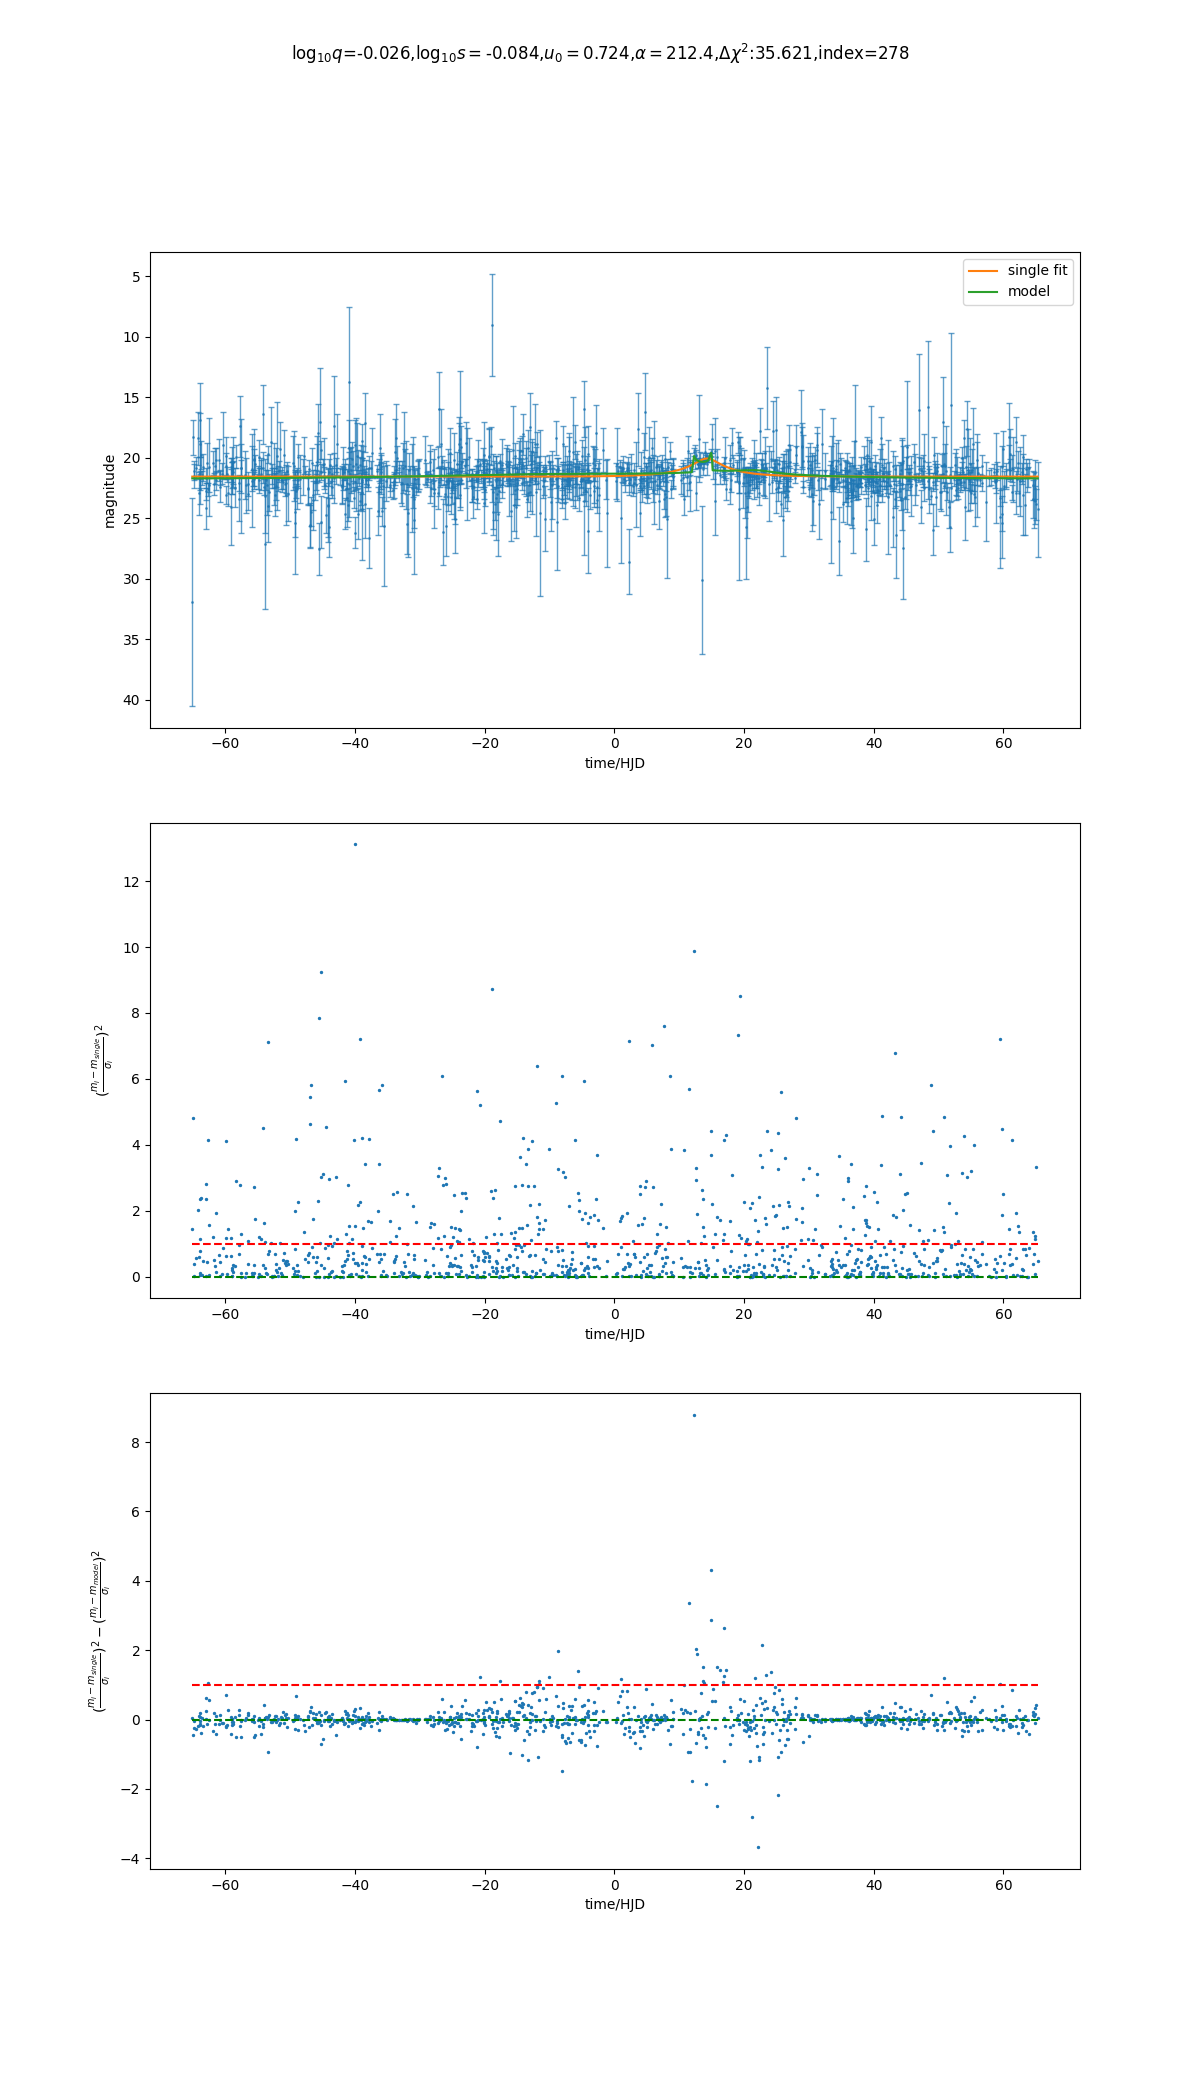 log₁₀q=-0.026,log₁₀s = -0.084,u₀ = 0.724,α = 212.4,Δχ²:35.621,index=278
single fit
model
5
10
15
20
25
30
35
40
magnitude
−60 −40 −20 0 20 40 60
time/HJD
12
10
8
6
4
2
0
(mᵢ − m_single / σᵢ)²
−60 −40 −20 0 20 40 60
time/HJD
8
6
4
2
0
−2
−4
(mᵢ − m_single / σᵢ)² − (mᵢ − m_model / σᵢ)²
−60 −40 −20 0 20 40 60
time/HJD